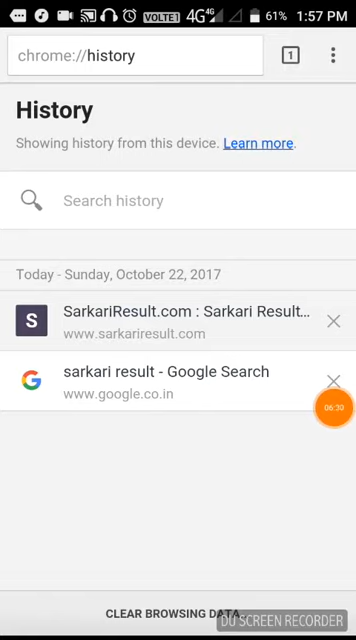 VOLTE1 4G 4G 61% 1:57 PM
chrome://history 1
History
Showing history from this device. Learn more.
Search history
Today - Sunday, October 22, 2017
S SarkariResult.com : Sarkari Result...
www.sarkariresult.com
G sarkari result - Google Search
www.google.co.in
06:30
CLEAR BROWSING DATA...
DU SCREEN RECORDER